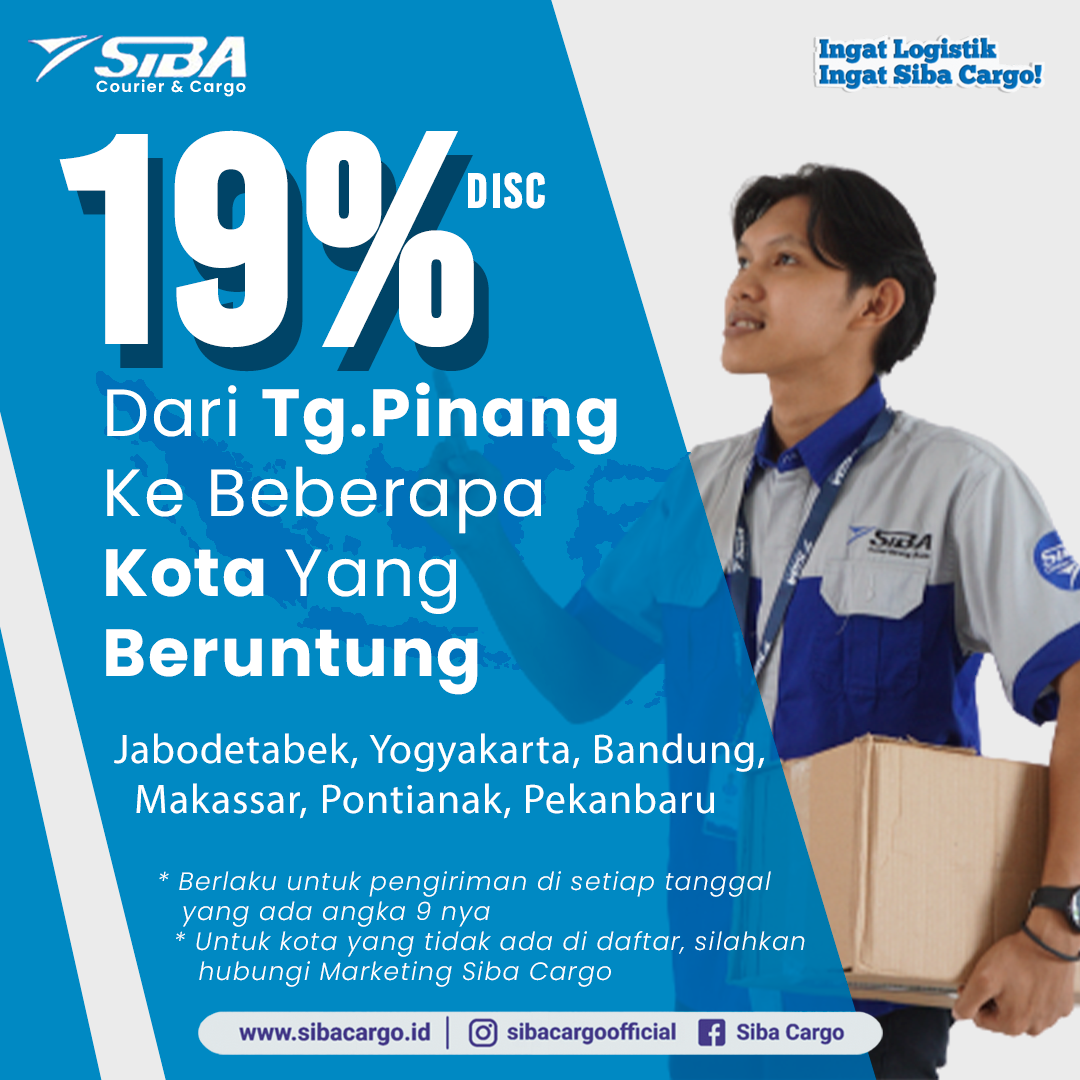 SIBA
Courier & Cargo
Ingat Logistik
Ingat Siba Cargo!
19% DISC
Dari Tg.Pinang
Ke Beberapa
Kota Yang
Beruntung
Jabodetabek, Yogyakarta, Bandung,
Makassar, Pontianak, Pekanbaru
* Berlaku untuk pengiriman di setiap tanggal
yang ada angka 9 nya
* Untuk kota yang tidak ada di daftar, silahkan
hubungi Marketing Siba Cargo
www.sibacargo.id | sibacargoofficial Siba Cargo
SIBA